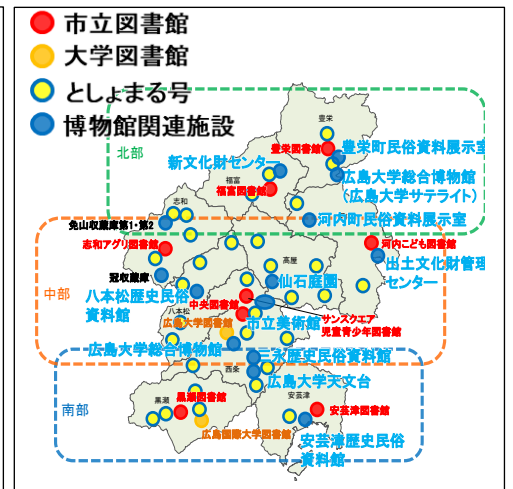 市立図書館
大学図書館
としょまる号
博物館関連施設
北部
豊栄
豊栄図書館
豊栄町民俗資料展示室
新文化財センター
福富
福富図書館
広島大学総合博物館
（広島大学サテライト）
志和
兔山収蔵庫第1・第2
河内町民俗資料展示室
志和アグリ図書館
河内こども図書館
高屋
出土文化財管理
センター
冠収蔵庫
仙石庭園
中部
八本松歴史民俗
資料館
中央図書館
サンスクエア
児童青少年図書館
八本松
広島大学図書館
市立美術館
広島大学総合博物館
三永歴史民俗資料館
西条
広島大学天文台
南部
黒瀬
黒瀬図書館
安芸津
安芸津図書館
広島国際大学図書館
安芸津歴史民俗
資料館